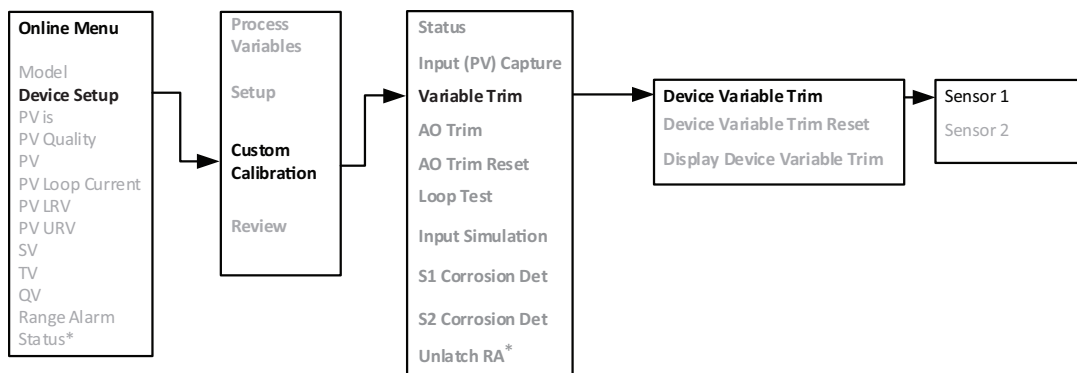 Online Menu
Model
Device Setup
PV is
PV Quality
PV
PV Loop Current
PV LRV
PV URV
SV
TV
QV
Range Alarm
Status*
Process
Variables
Setup
Custom
Calibration
Review
Status
Input (PV) Capture
Variable Trim
AO Trim
AO Trim Reset
Loop Test
Input Simulation
S1 Corrosion Det
S2 Corrosion Det
Unlatch RA*
Device Variable Trim
Device Variable Trim Reset
Display Device Variable Trim
Sensor 1
Sensor 2